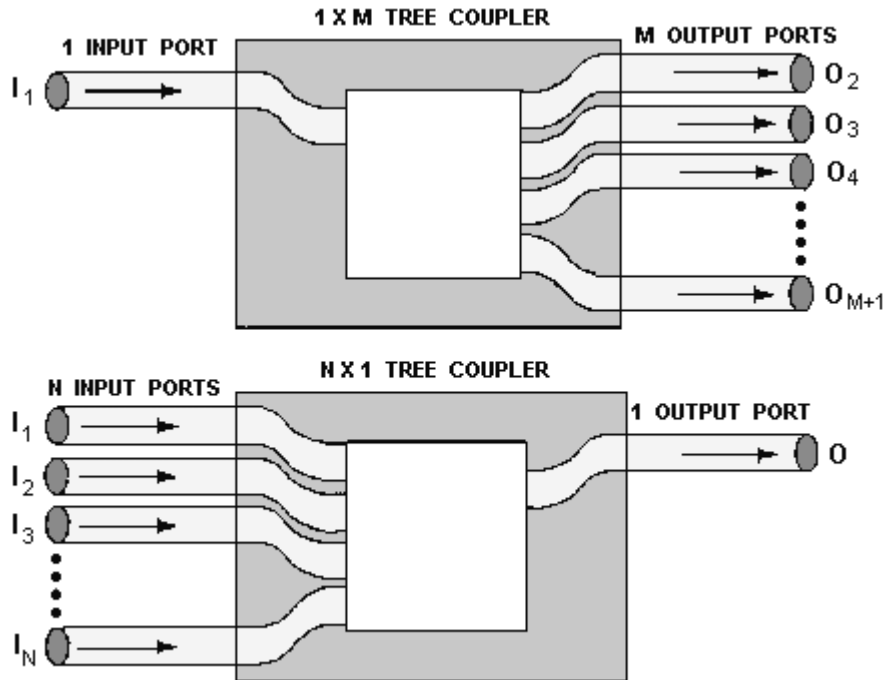 1 X M TREE COUPLER
1 INPUT PORT
M OUTPUT PORTS
I1
O2
O3
O4
OM+1
N X 1 TREE COUPLER
N INPUT PORTS
1 OUTPUT PORT
I1
O
I2
I3
IN